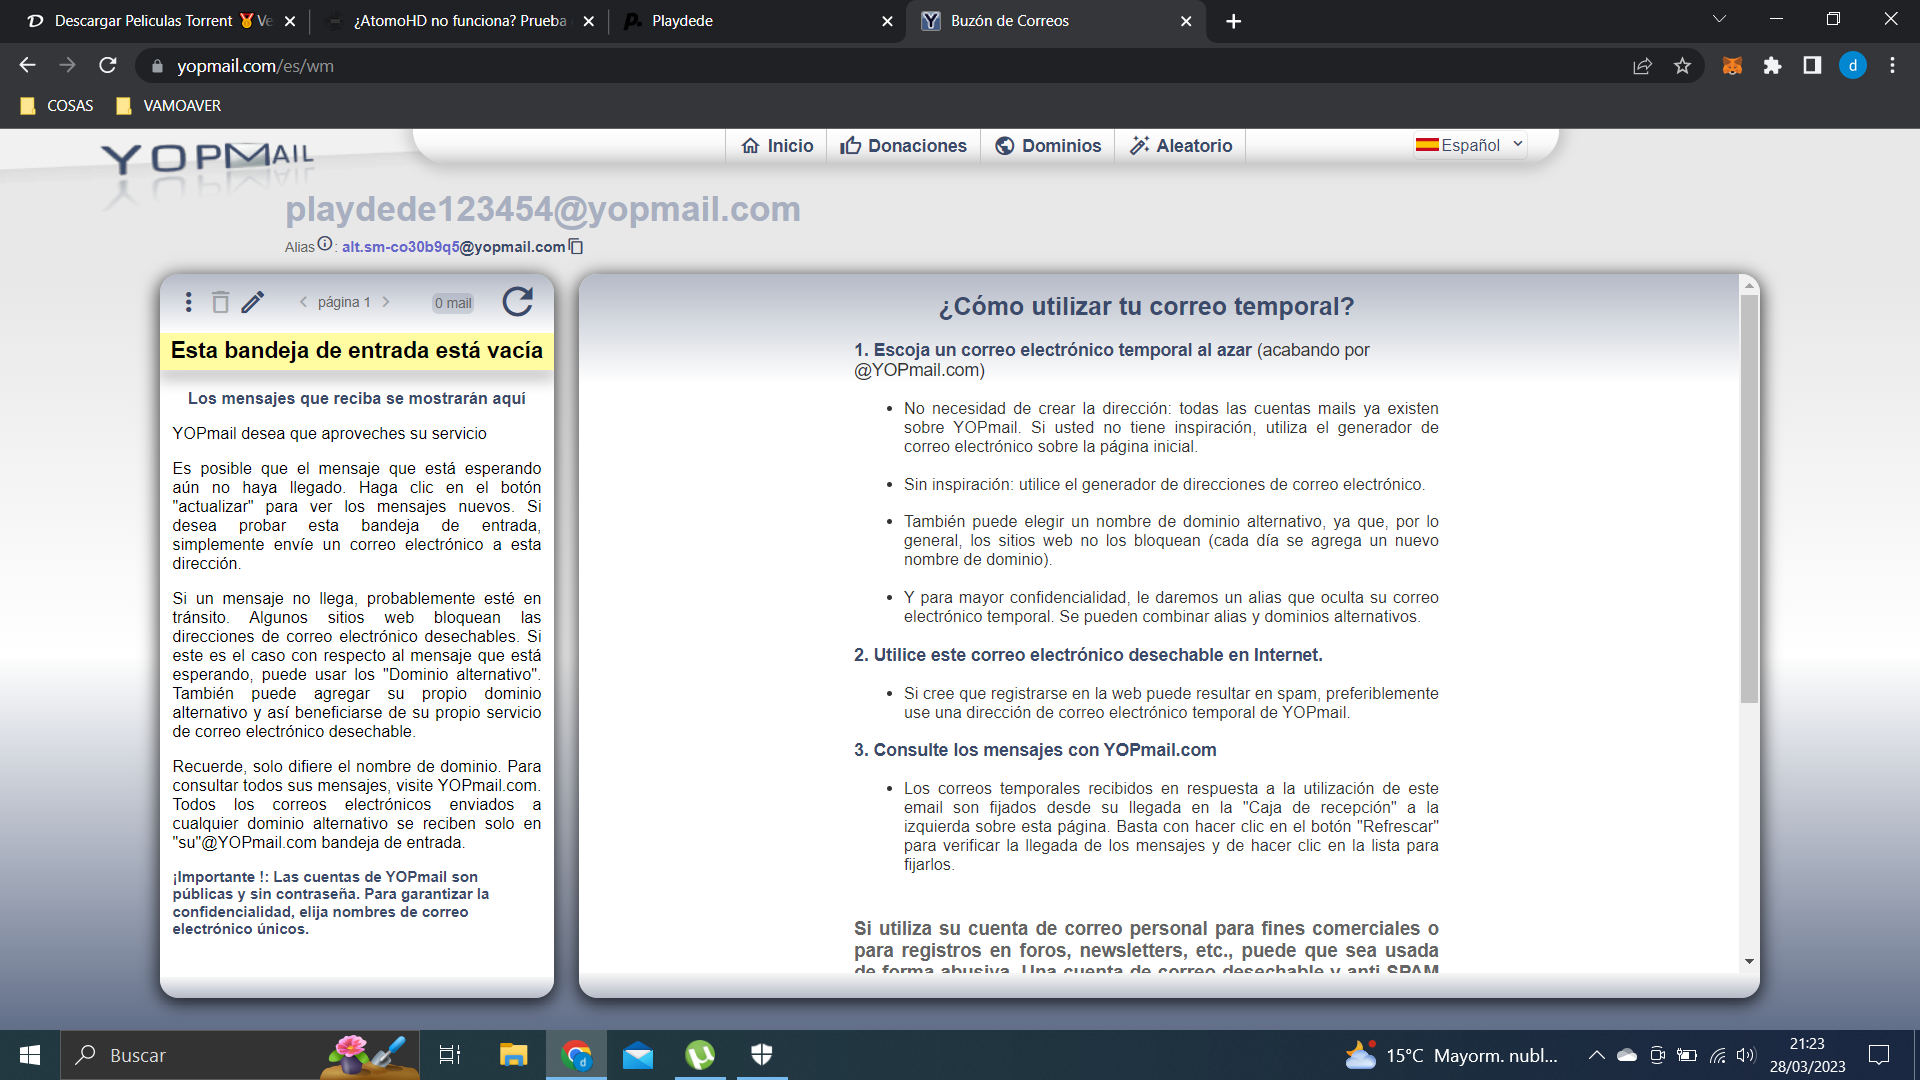 Descargar Peliculas Torrent 🥇Ve
¿AtomoHD no funciona? Prueba
Playdede
Buzón de Correos
yopmail.com/es/wm
d
COSAS
VAMOAVER
YOPMAIL
Inicio
Donaciones
Dominios
Aleatorio
Español
playdede123454@yopmail.com
Alias : alt.sm-co30b9q5@yopmail.com
página 1
0 mail
Esta bandeja de entrada está vacía
Los mensajes que reciba se mostrarán aquí
YOPmail desea que aproveches su servicio
Es posible que el mensaje que está esperando
aún no haya llegado. Haga clic en el botón
"actualizar" para ver los mensajes nuevos. Si
desea probar esta bandeja de entrada,
simplemente envíe un correo electrónico a esta
dirección.
Si un mensaje no llega, probablemente esté en
tránsito. Algunos sitios web bloquean las
direcciones de correo electrónico desechables. Si
este es el caso con respecto al mensaje que está
esperando, puede usar los "Dominio alternativo".
También puede agregar su propio dominio
alternativo y así beneficiarse de su propio servicio
de correo electrónico desechable.
Recuerde, solo difiere el nombre de dominio. Para
consultar todos sus mensajes, visite YOPmail.com.
Todos los correos electrónicos enviados a
cualquier dominio alternativo se reciben solo en
"su"@YOPmail.com bandeja de entrada.
¡Importante !: Las cuentas de YOPmail son
públicas y sin contraseña. Para garantizar la
confidencialidad, elija nombres de correo
electrónico únicos.
¿Cómo utilizar tu correo temporal?
1. Escoja un correo electrónico temporal al azar (acabando por
@YOPmail.com)
• No necesidad de crear la dirección: todas las cuentas mails ya existen
sobre YOPmail. Si usted no tiene inspiración, utiliza el generador de
correo electrónico sobre la página inicial.
• Sin inspiración: utilice el generador de direcciones de correo electrónico.
• También puede elegir un nombre de dominio alternativo, ya que, por lo
general, los sitios web no los bloquean (cada día se agrega un nuevo
nombre de dominio).
• Y para mayor confidencialidad, le daremos un alias que oculta su correo
electrónico temporal. Se pueden combinar alias y dominios alternativos.
2. Utilice este correo electrónico desechable en Internet.
• Si cree que registrarse en la web puede resultar en spam, preferiblemente
use una dirección de correo electrónico temporal de YOPmail.
3. Consulte los mensajes con YOPmail.com
• Los correos temporales recibidos en respuesta a la utilización de este
email son fijados desde su llegada en la "Caja de recepción" a la
izquierda sobre esta página. Basta con hacer clic en el botón "Refrescar"
para verificar la llegada de los mensajes y de hacer clic en la lista para
fijarlos.
Si utiliza su cuenta de correo personal para fines comerciales o
para registros en foros, newsletters, etc., puede que sea usada
de forma abusiva. Una cuenta de correo desechable y anti SPAM
Buscar
15°C Mayorm. nubl...
21:23
28/03/2023